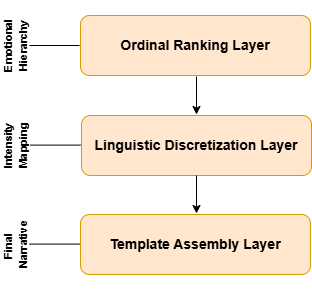 Emotional
Hierarchy
Ordinal Ranking Layer
Intensity
Mapping
Linguistic Discretization Layer
Final
Narrative
Template Assembly Layer